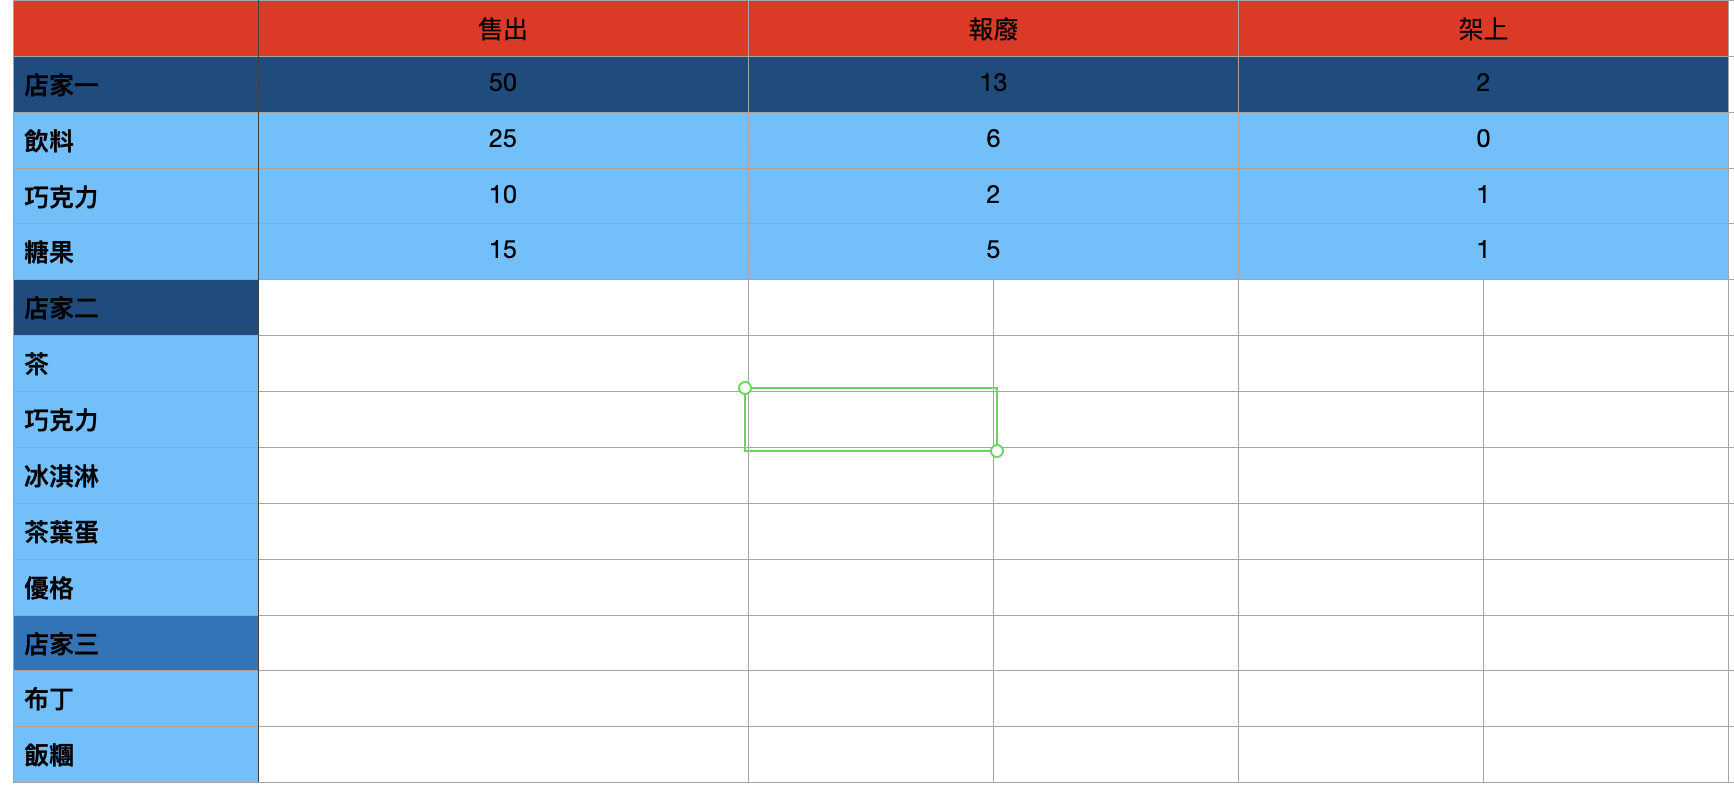 售出 報廢 架上
店家一 50 13 2
飲料 25 6 0
巧克力 10 2 1
糖果 15 5 1
店家二
茶
巧克力
冰淇淋
茶葉蛋
優格
店家三
布丁
飯糰